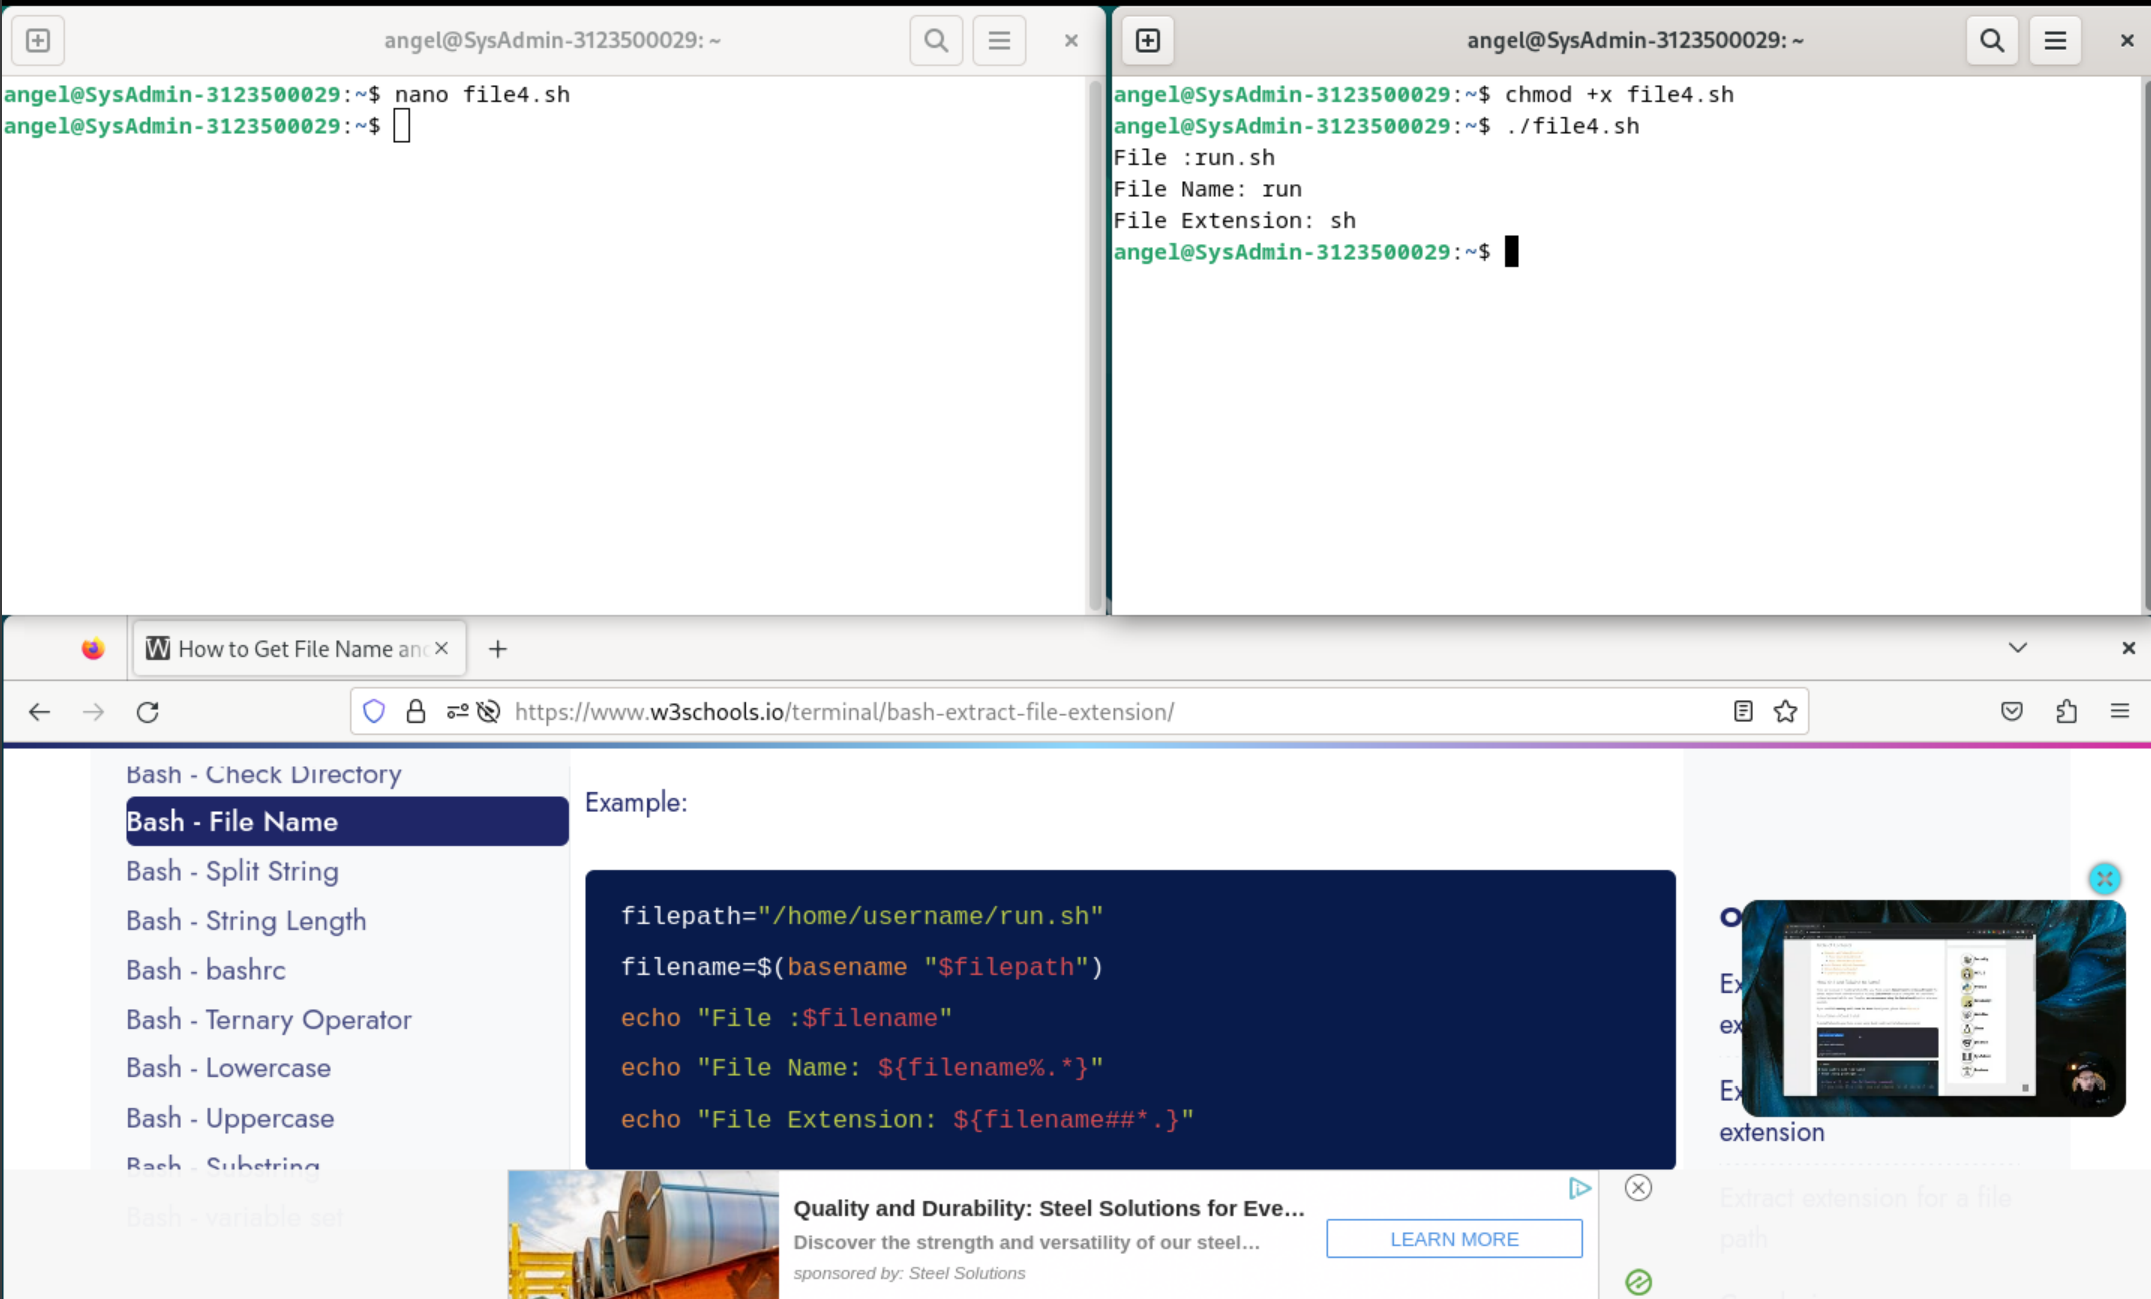 angel@SysAdmin-3123500029: ~
angel@SysAdmin-3123500029:~$ nano file4.sh
angel@SysAdmin-3123500029:~$
angel@SysAdmin-3123500029: ~
angel@SysAdmin-3123500029:~$ chmod +x file4.sh
angel@SysAdmin-3123500029:~$ ./file4.sh
File :run.sh
File Name: run
File Extension: sh
angel@SysAdmin-3123500029:~$
W How to Get File Name an
https://www.w3schools.io/terminal/bash-extract-file-extension/
Bash - Check Directory
Bash - File Name
Bash - Split String
Bash - String Length
Bash - bashrc
Bash - Ternary Operator
Bash - Lowercase
Bash - Uppercase
Bash - Substring
Bash - variable set
Example:
filepath="/home/username/run.sh"
filename=$(basename "$filepath")
echo "File :$filename"
echo "File Name: ${filename%.*}"
echo "File Extension: ${filename##*.}"
Ex
ex
Ex
extension
Extract extension for a file
path
Quality and Durability: Steel Solutions for Eve...
Discover the strength and versatility of our steel...
sponsored by: Steel Solutions
LEARN MORE